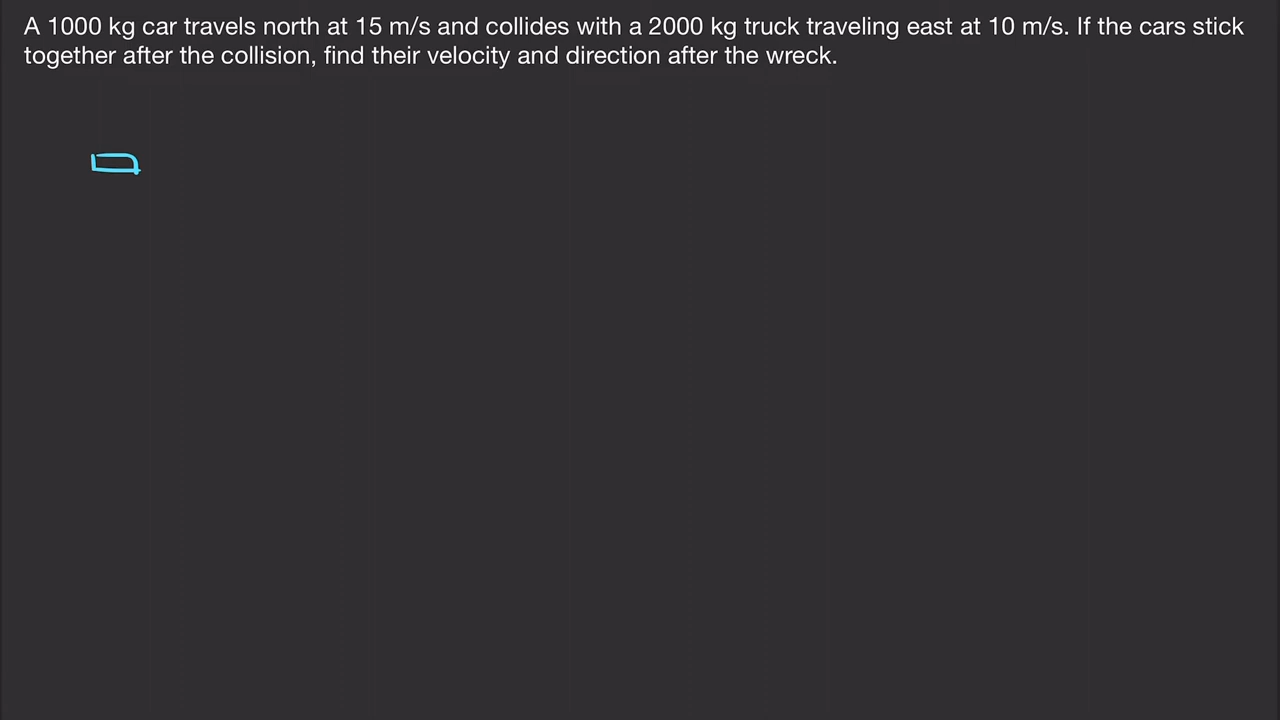 A 1000 kg car travels north at 15 m/s and collides with a 2000 kg truck traveling east at 10 m/s. If the cars stick
together after the collision, find their velocity and direction after the wreck.